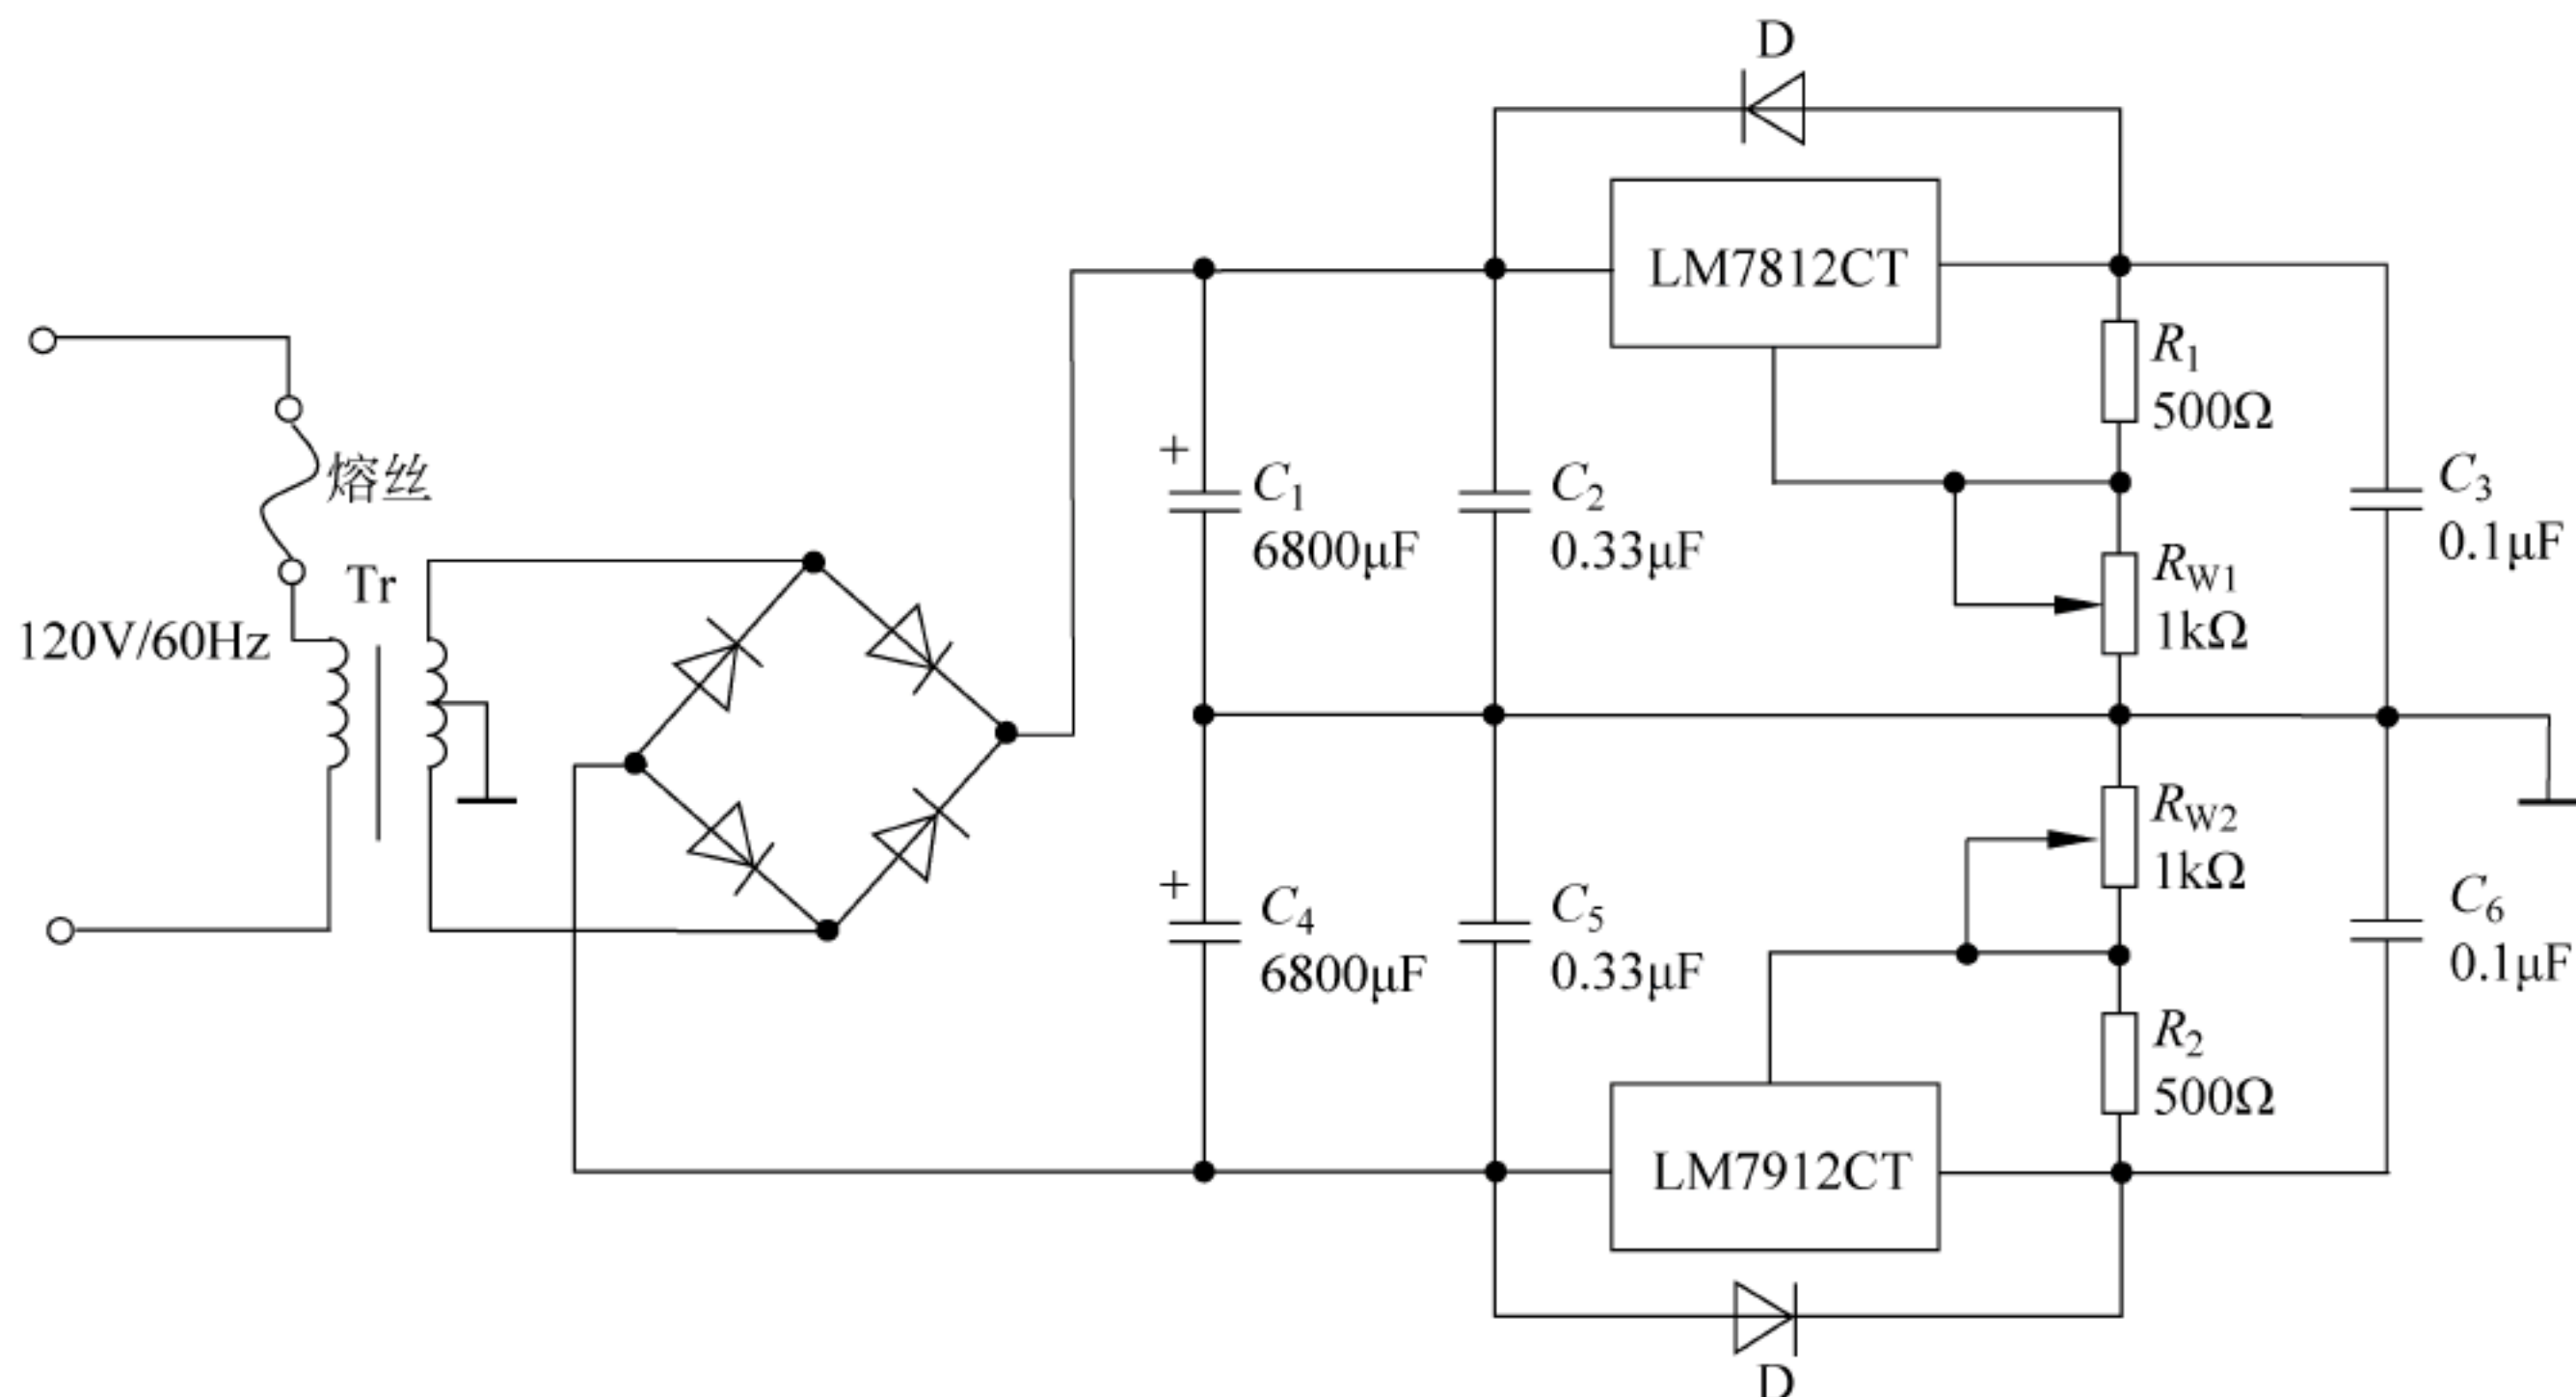 D
LM7812CT
R1
500Ω
熔丝
+
C1
6800μF
C2
0.33μF
C3
0.1μF
Tr
120V/60Hz
RW1
1kΩ
RW2
1kΩ
+
C4
6800μF
C5
0.33μF
C6
0.1μF
R2
500Ω
LM7912CT
D